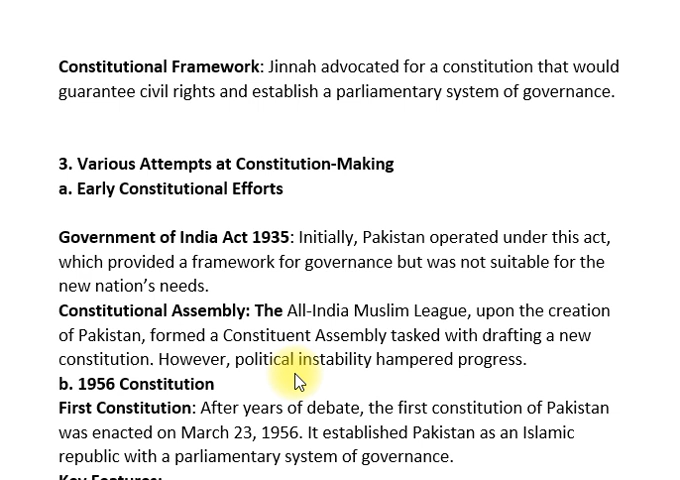 Constitutional Framework: Jinnah advocated for a constitution that would
guarantee civil rights and establish a parliamentary system of governance.
3. Various Attempts at Constitution-Making
a. Early Constitutional Efforts
Government of India Act 1935: Initially, Pakistan operated under this act,
which provided a framework for governance but was not suitable for the
new nation’s needs.
Constitutional Assembly: The All-India Muslim League, upon the creation
of Pakistan, formed a Constituent Assembly tasked with drafting a new
constitution. However, political instability hampered progress.
b. 1956 Constitution
First Constitution: After years of debate, the first constitution of Pakistan
was enacted on March 23, 1956. It established Pakistan as an Islamic
republic with a parliamentary system of governance.
Key Features: